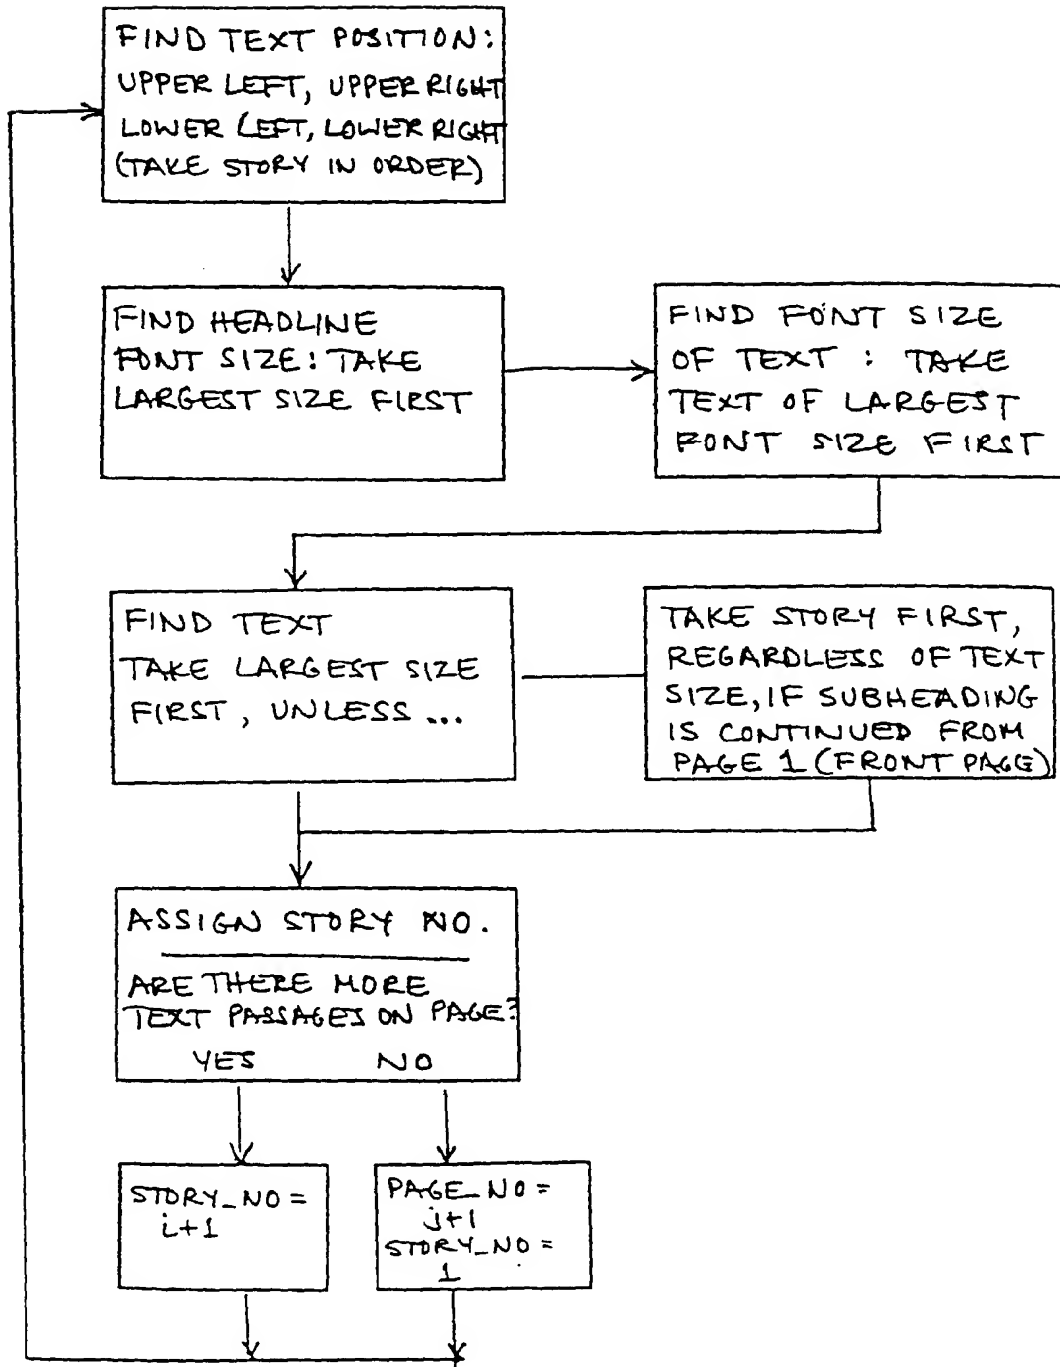 FIND TEXT POSITION:
UPPER LEFT, UPPER RIGHT
LOWER LEFT, LOWER RIGHT
(TAKE STORY IN ORDER)
FIND HEADLINE
FONT SIZE: TAKE
LARGEST SIZE FIRST
FIND FONT SIZE
OF TEXT : TAKE
TEXT OF LARGEST
FONT SIZE FIRST
FIND TEXT
TAKE LARGEST SIZE
FIRST, UNLESS ...
TAKE STORY FIRST,
REGARDLESS OF TEXT
SIZE, IF SUBHEADING
IS CONTINUED FROM
PAGE 1 (FRONT PAGE)
ASSIGN STORY NO.
ARE THERE MORE
TEXT PASSAGES ON PAGE?
YES NO
STORY_NO =
i+1
PAGE_NO =
j+1
STORY_NO =
1